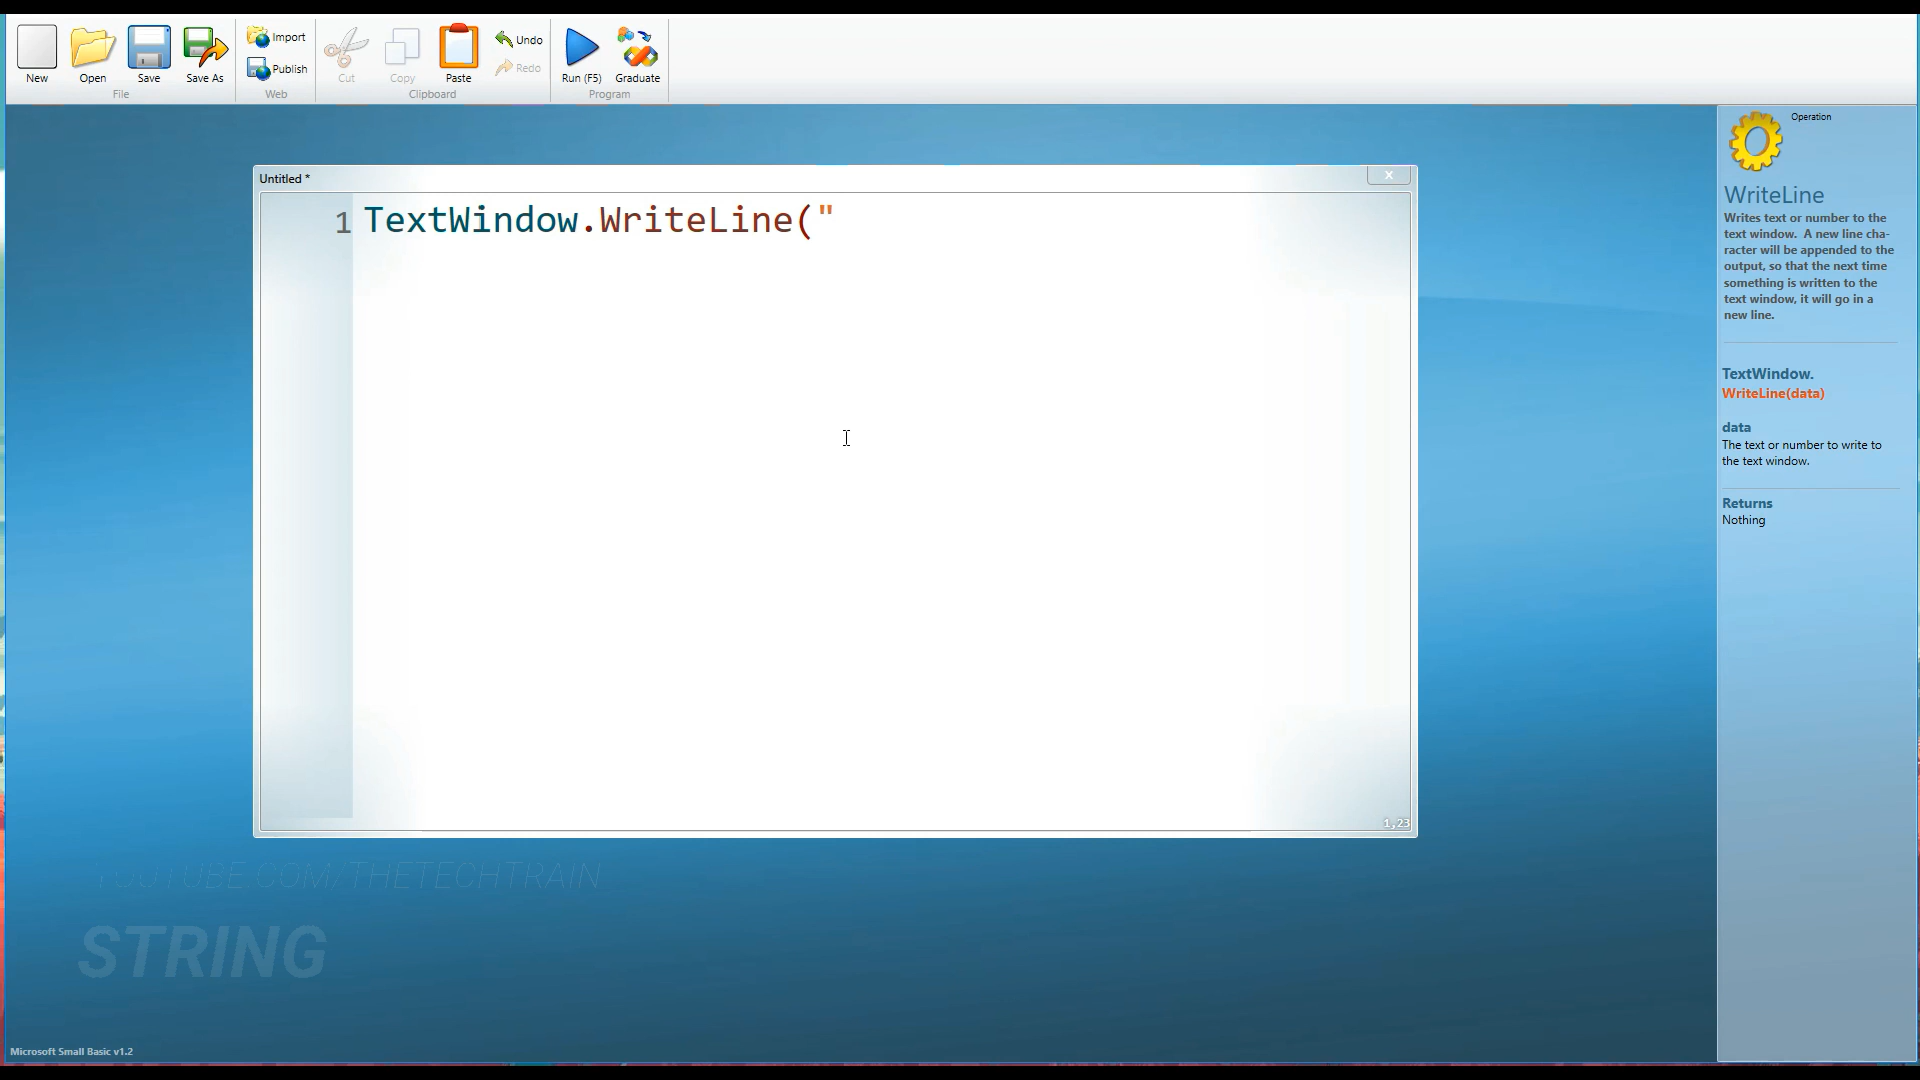 New
Open
Save
Save As
File
Import
Publish
Web
Cut
Copy
Paste
Undo
Redo
Clipboard
Run (F5)
Graduate
Program
Untitled *
x
1 TextWindow.WriteLine("
1,23
Operation
WriteLine
Writes text or number to the
text window.  A new line cha-
racter will be appended to the
output, so that the next time
something is written to the
text window, it will go in a
new line.
TextWindow.
WriteLine(data)
data
The text or number to write to
the text window.
Returns
Nothing
YOUTUBE.COM/THETECHTRAIN
STRING
Microsoft Small Basic v1.2